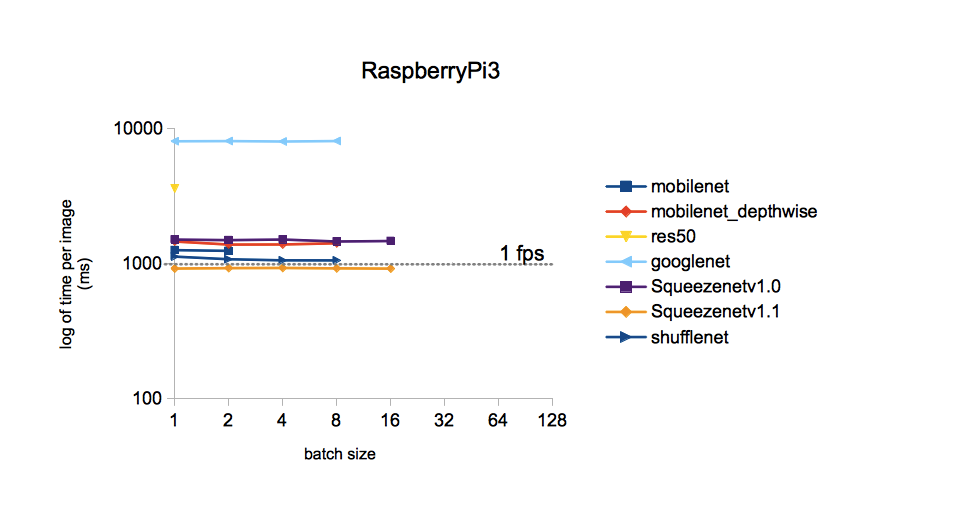 RaspberryPi3
10000
1000
100
log of time per image
(ms)
1 fps
1 2 4 8 16 32 64 128
batch size
mobilenet
mobilenet_depthwise
res50
googlenet
Squeezenetv1.0
Squeezenetv1.1
shufflenet